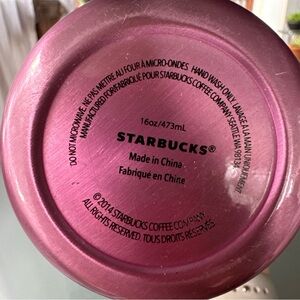 DO NOT MICROWAVE. NE PAS METTRE AU FOUR À MICRO-ONDES HAND WASH ONLY. LAVAGE À LA MAIN UNIQUEMENT
MANUFACTURED FOR/FABRIQUÉ POUR STARBUCKS COFFEE COMPANY SEATTLE WA 98134
16oz/473mL
STARBUCKS®
Made in China
Fabriqué en Chine
© 2014 STARBUCKS COFFEE COMPANY
ALL RIGHTS RESERVED. TOUS DROITS RÉSERVÉS.